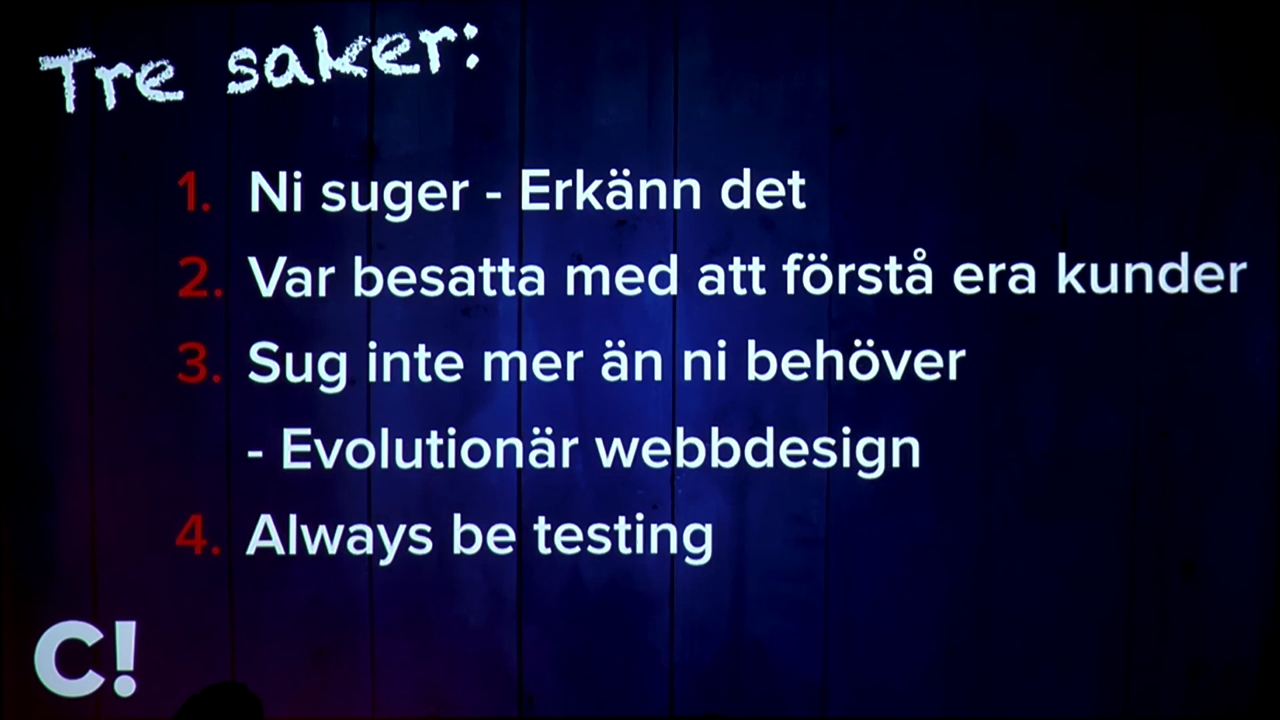 Tre saker:
1. Ni suger - Erkänn det
2. Var besatta med att förstå era kunder
3. Sug inte mer än ni behöver
- Evolutionär webbdesign
4. Always be testing
C!